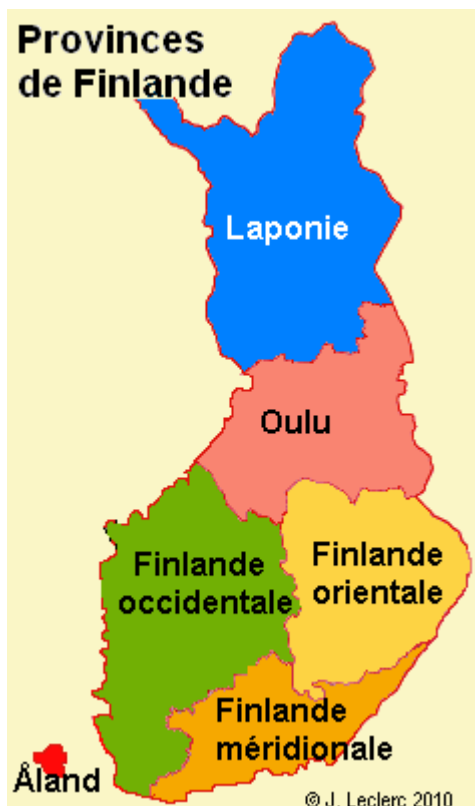 Provinces
de Finlande
Laponie
Oulu
Finlande
occidentale
Finlande
orientale
Finlande
méridionale
Åland
© J. Leclerc 2010